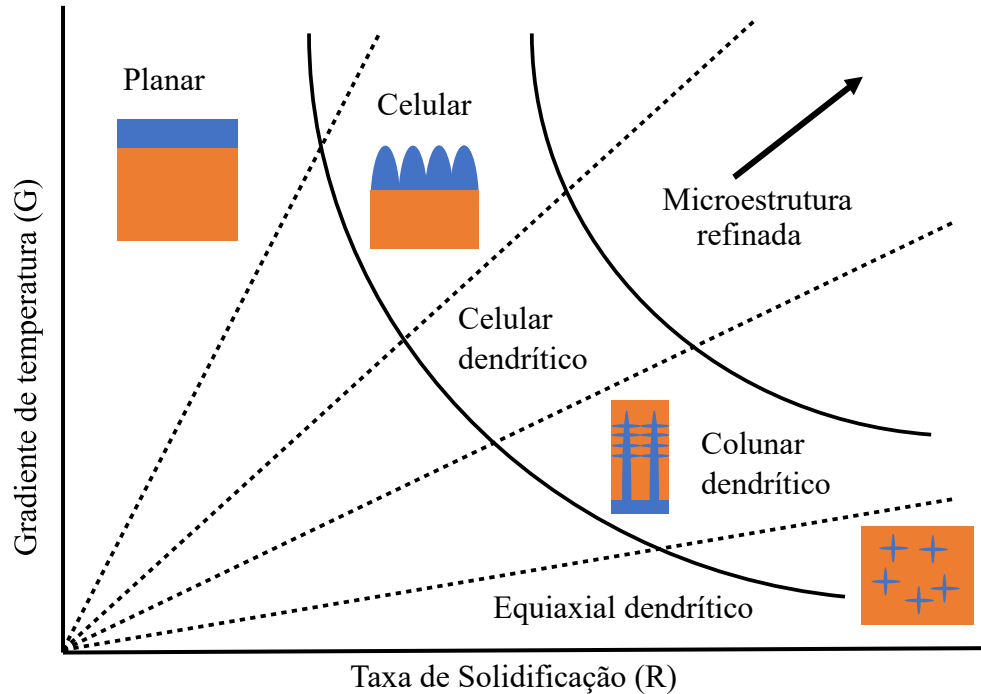 Planar
Celular
Microestrutura
refinada
Celular
dendrítico
Colunar
dendrítico
Equiaxial dendrítico
Gradiente de temperatura (G)
Taxa de Solidificação (R)